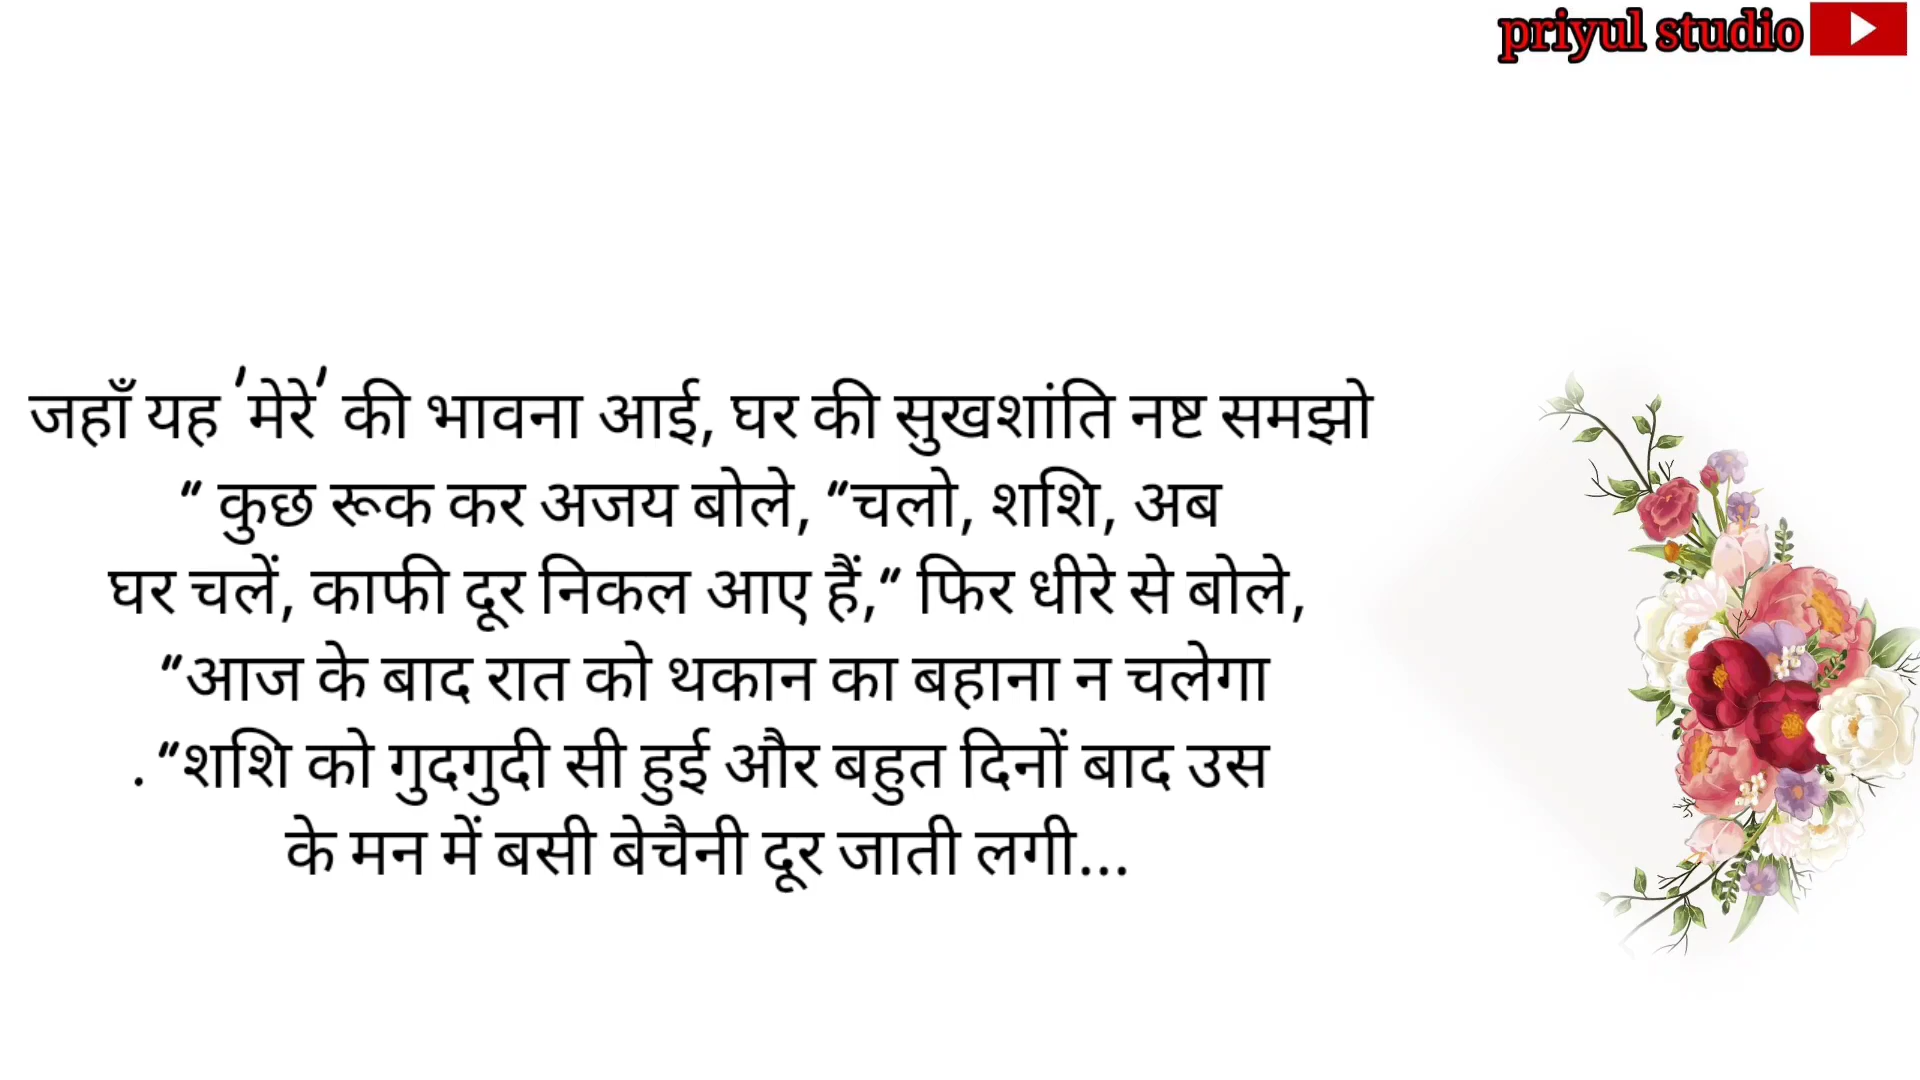 priyul studio
जहाँ यह 'मेरे' की भावना आई, घर की सुखशांति नष्ट समझो
" कुछ रूक कर अजय बोले, "चलो, शशि, अब
घर चलें, काफी दूर निकल आए हैं," फिर धीरे से बोले,
"आज के बाद रात को थकान का बहाना न चलेगा
. "शशि को गुदगुदी सी हुई और बहुत दिनों बाद उस
के मन में बसी बेचैनी दूर जाती लगी...